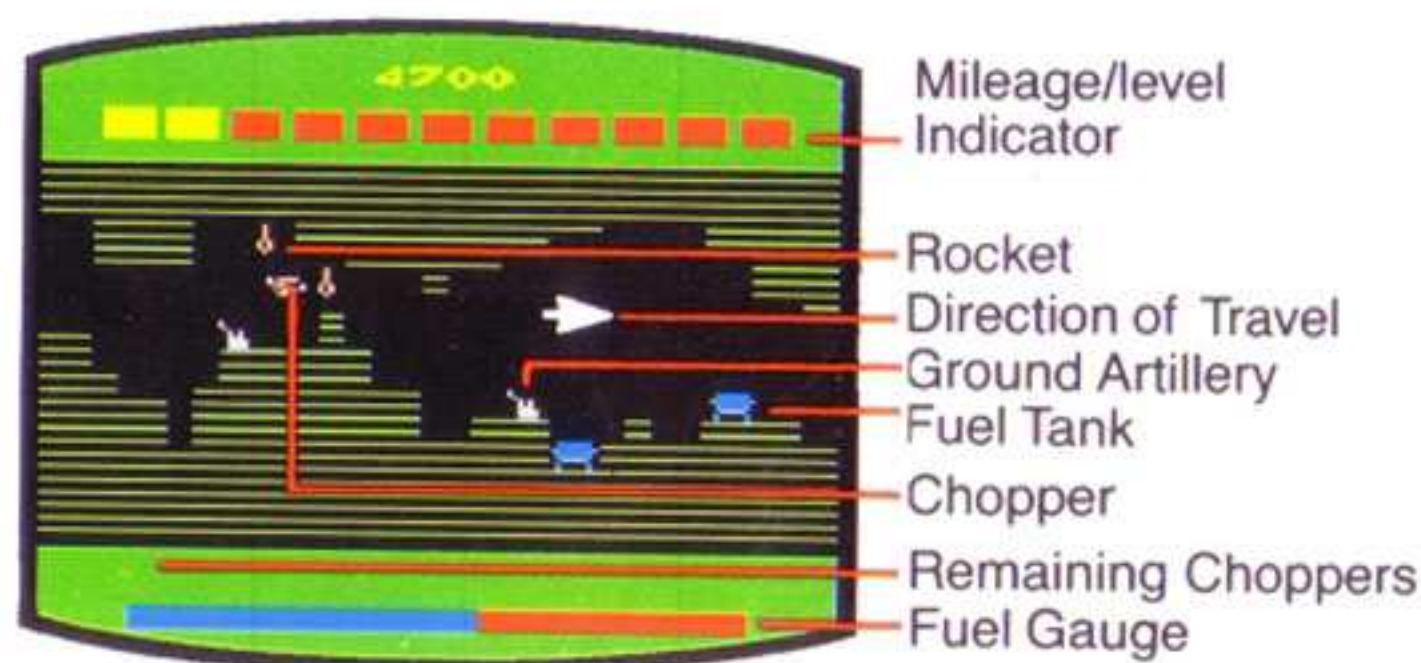 4700
Mileage/level
Indicator
Rocket
Direction of Travel
Ground Artillery
Fuel Tank
Chopper
Remaining Choppers
Fuel Gauge